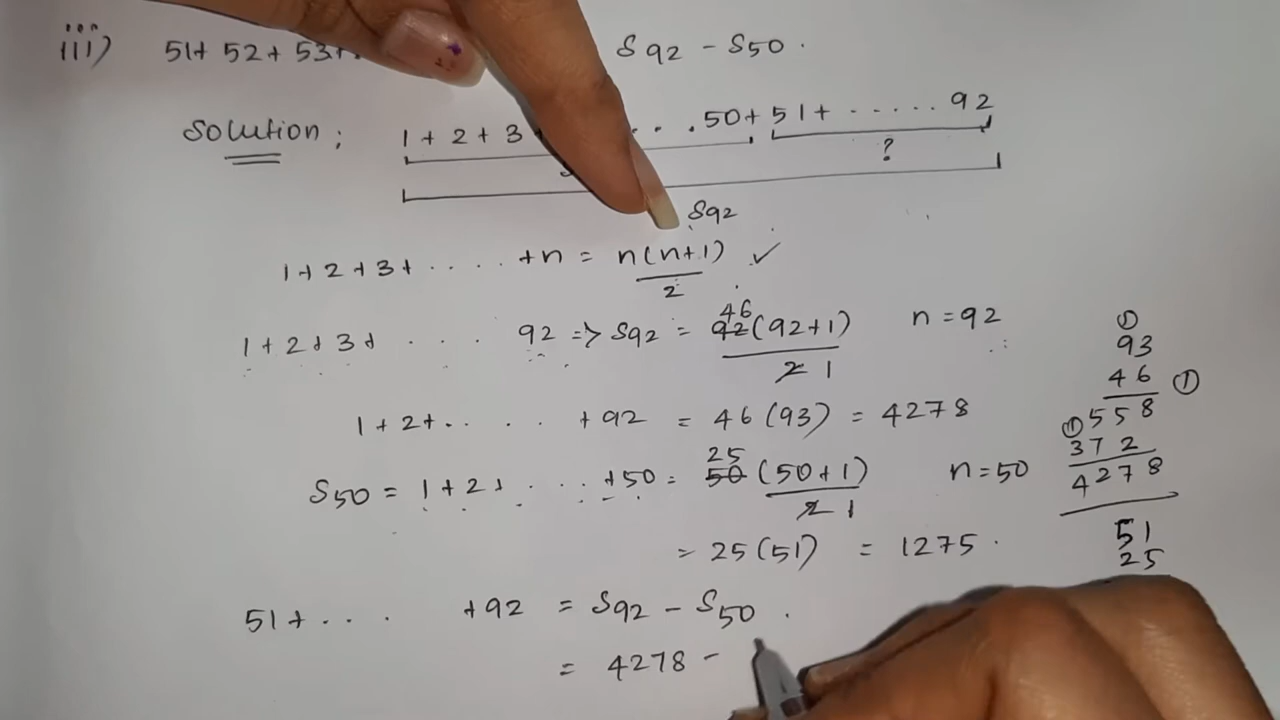 iii) 51+ 52+ 53+. S92 - S50.
Solution; 1 + 2 + 3 . . .50+ 51+ ...... 92
?
S92
1+2+3+ ..... +n = n(n+1)/2 ✓
46
1+2+3+ ... 92 => S92 = 92(92+1)/2 1 n=92
1+2+.. .. +92 = 46(93) = 4278
25
S50 = 1+2+ ... +50 = 50(50+1)/2 1 n=50
= 25(51) = 1275.
51+... +92 = S92 - S50.
= 4278 -
①
93
46 ①
①558
372
4278
51
25